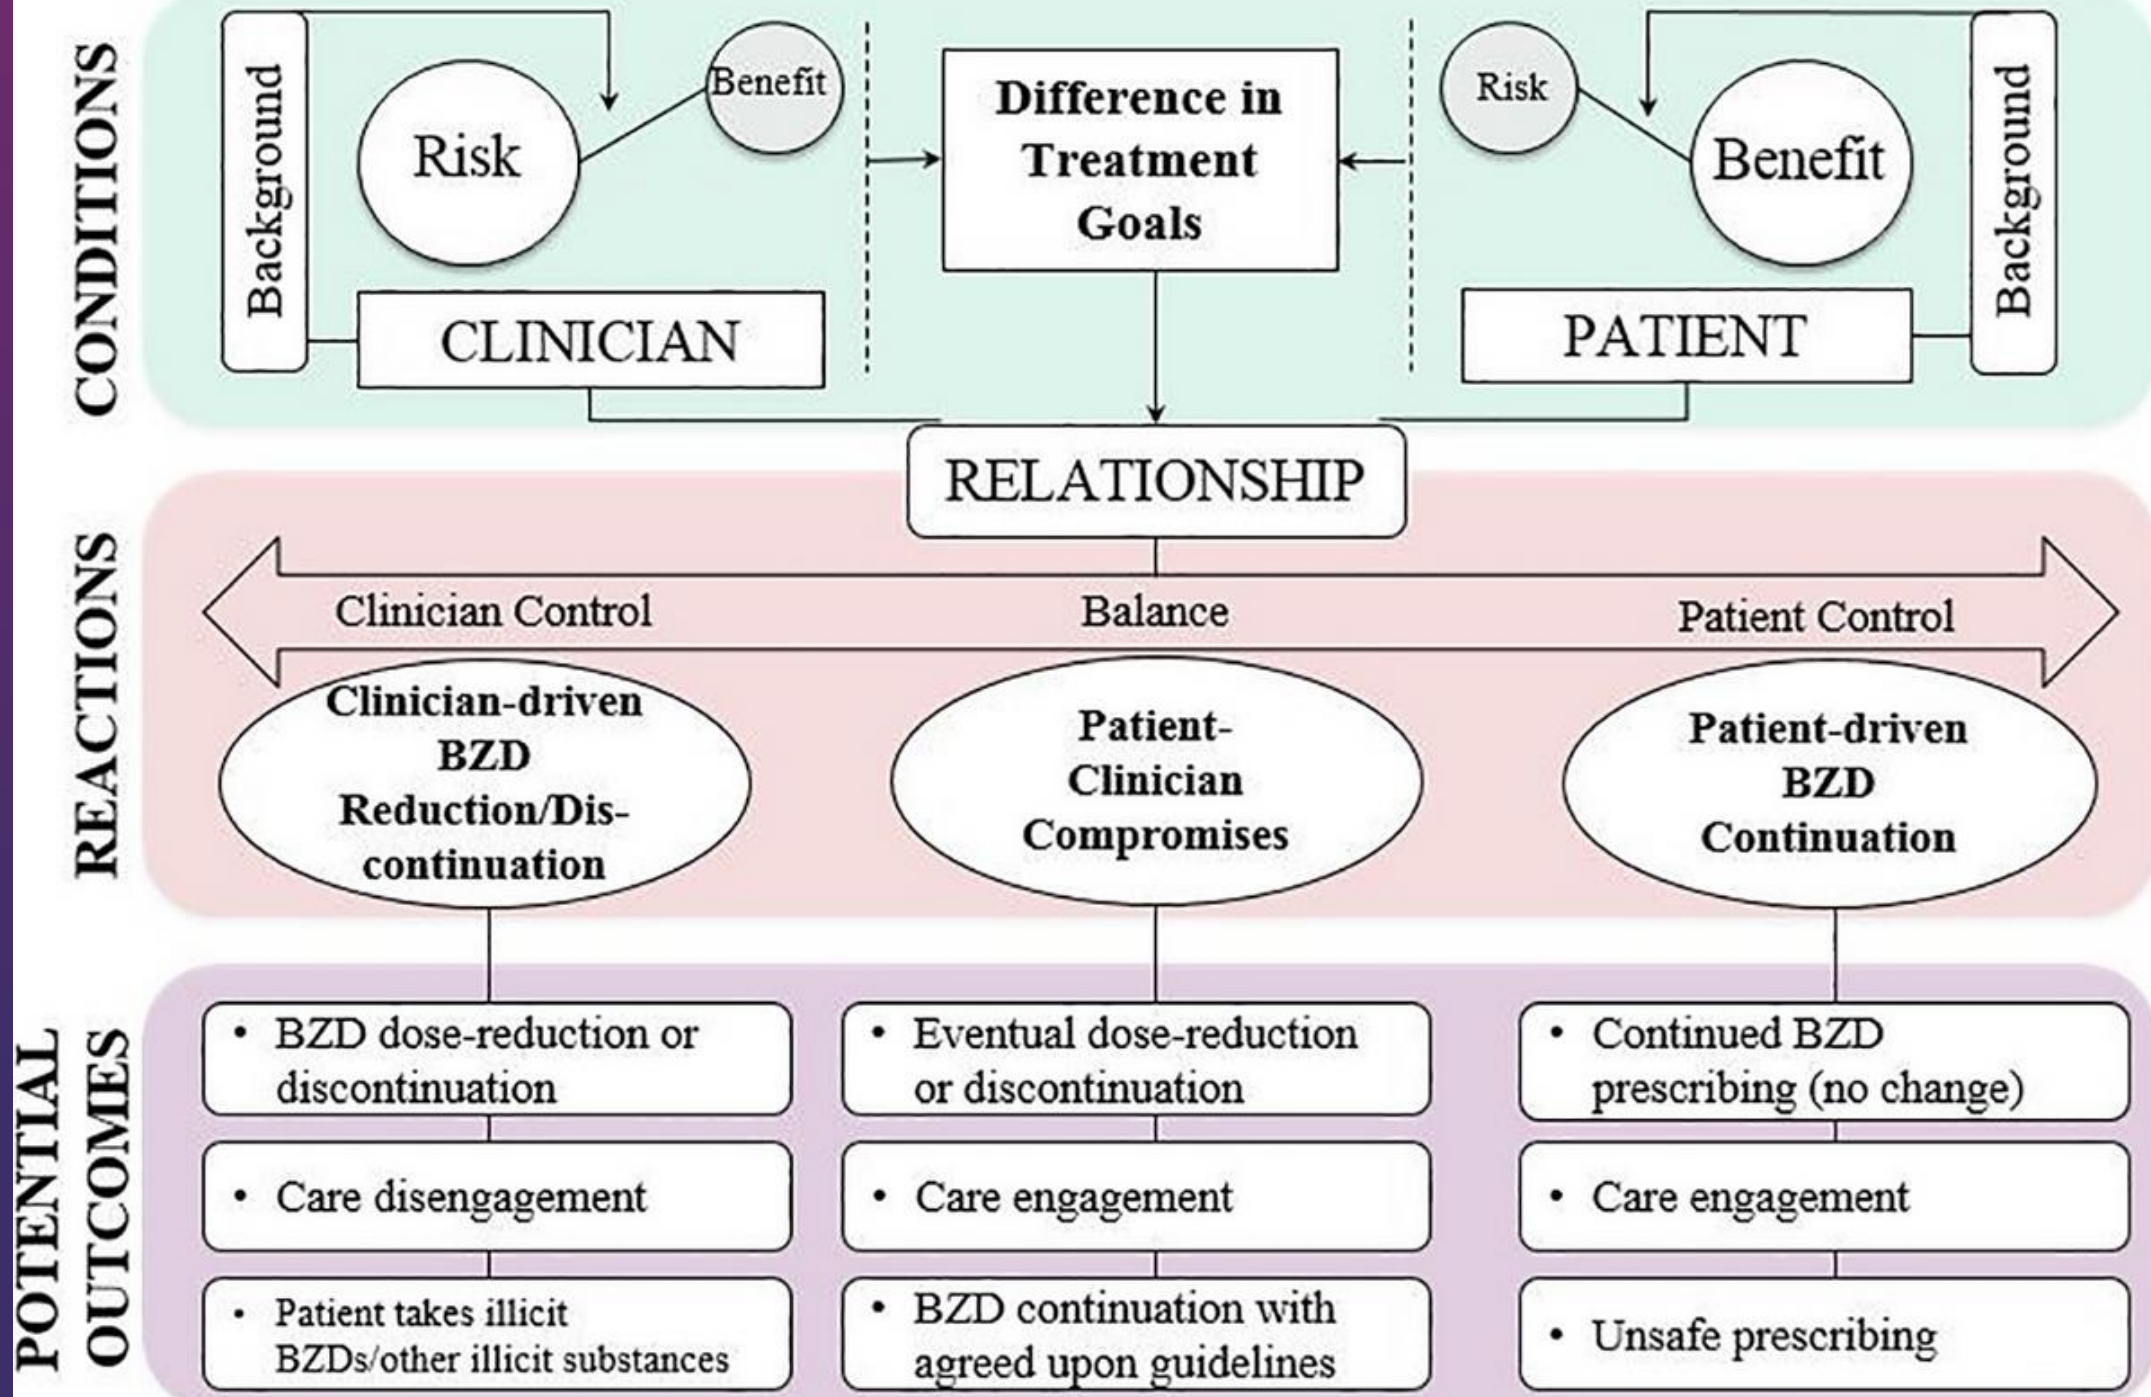 CONDITIONS
Background
Risk
Benefit
CLINICIAN
Difference in
Treatment
Goals
Risk
Benefit
Background
PATIENT
RELATIONSHIP
REACTIONS
Clinician Control
Balance
Patient Control
Clinician-driven
BZD
Reduction/Dis-
continuation
Patient-
Clinician
Compromises
Patient-driven
BZD
Continuation
POTENTIAL
OUTCOMES
• BZD dose-reduction or
discontinuation
• Care disengagement
• Patient takes illicit
BZDs/other illicit substances
• Eventual dose-reduction
or discontinuation
• Care engagement
• BZD continuation with
agreed upon guidelines
• Continued BZD
prescribing (no change)
• Care engagement
• Unsafe prescribing